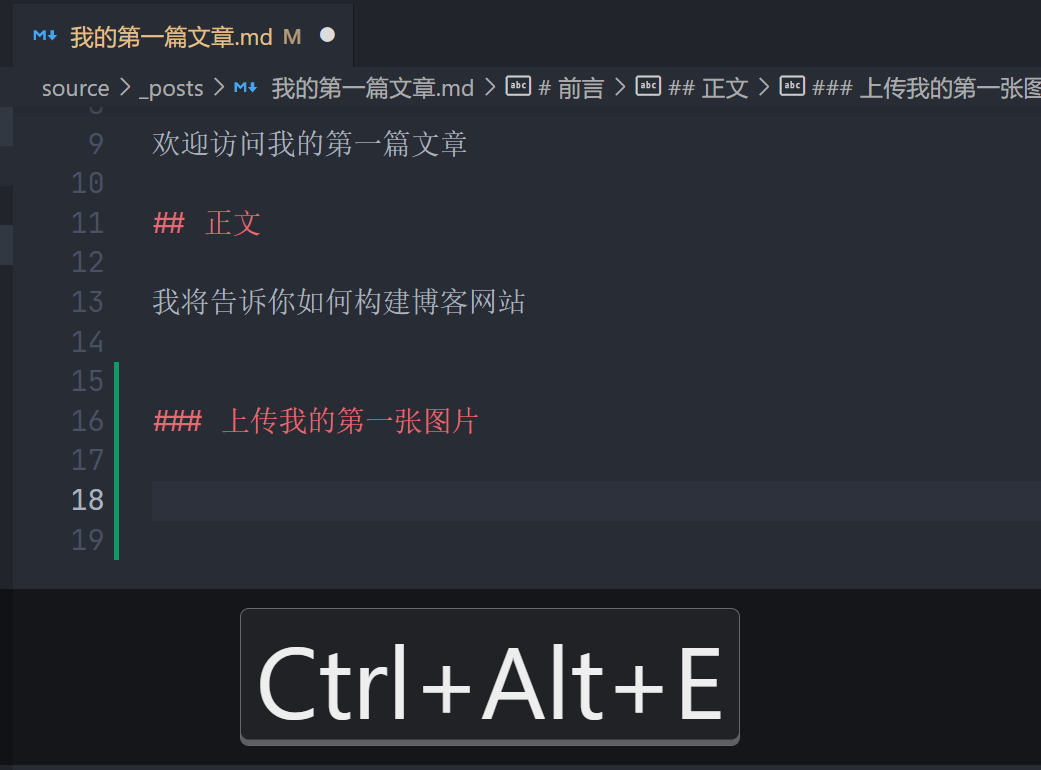 我的第一篇文章.md M
source > _posts > 我的第一篇文章.md > # 前言 > ## 正文 > ### 上传我的第一张图
9 欢迎访问我的第一篇文章
10
11 ## 正文
12
13 我将告诉你如何构建博客网站
14
15
16 ### 上传我的第一张图片
17
18
19
Ctrl+Alt+E